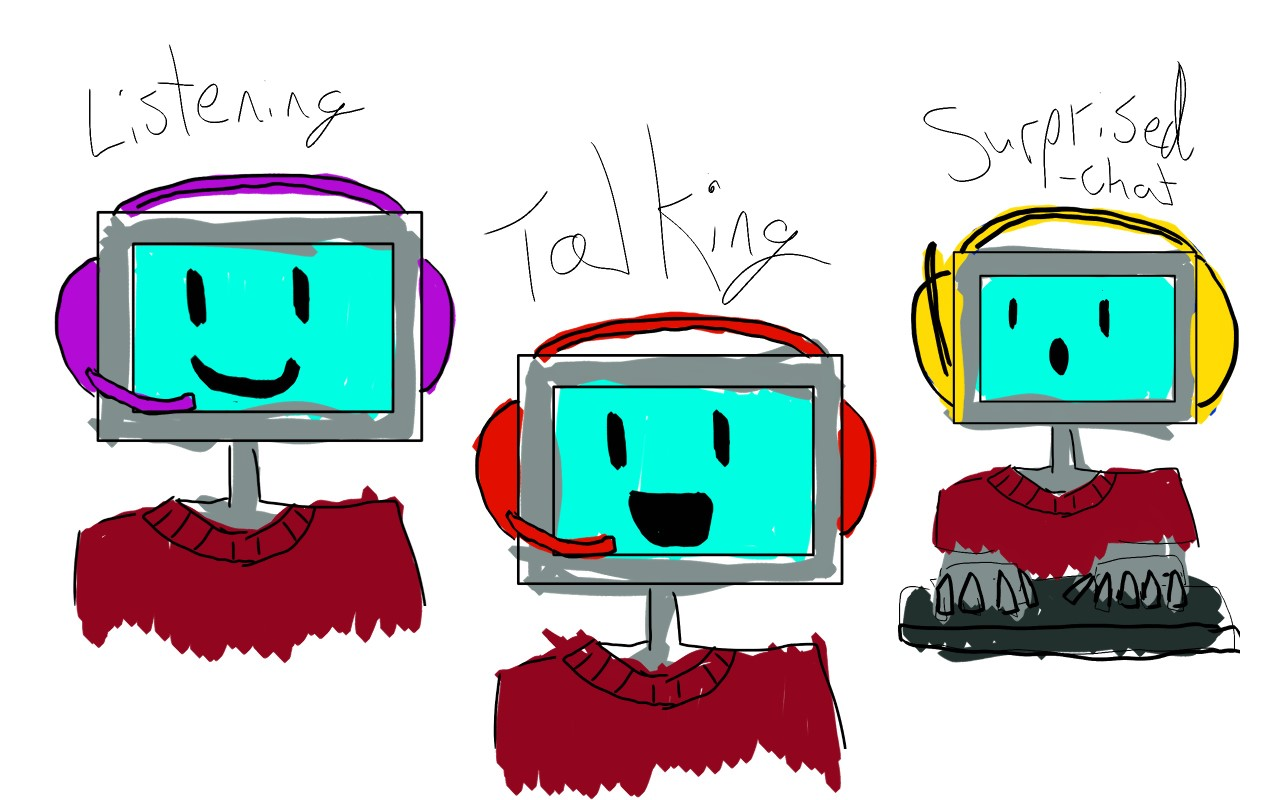 Listening
Talking
Surprised
-chat